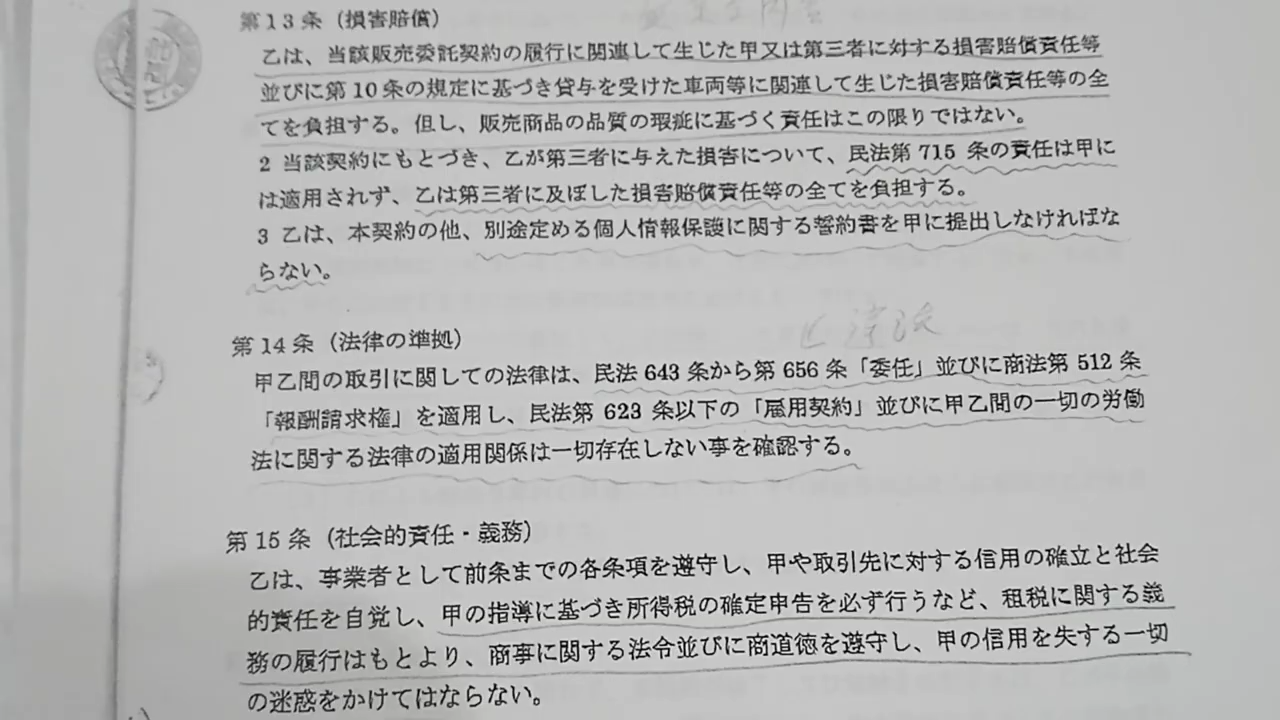 第13条（損害賠償）
乙は、当該販売委託契約の履行に関連して生じた甲又は第三者に対する損害賠償責任等
並びに第10条の規定に基づき貸与を受けた車両等に関連して生じた損害賠償責任等の全
てを負担する。但し、販売商品の品質の瑕疵に基づく責任はこの限りではない。
2 当該契約にもとづき、乙が第三者に与えた損害について、民法第 715 条の責任は甲に
は適用されず、乙は第三者に及ぼした損害賠償責任等の全てを負担する。
3 乙は、本契約の他、別途定める個人情報保護に関する誓約書を甲に提出しなければな
らない。
第14条（法律の準拠）
甲乙間の取引に関しての法律は、民法 643 条から第 656 条「委任」並びに商法第 512 条
「報酬請求権」を適用し、民法第 623 条以下の「雇用契約」並びに甲乙間の一切の労働
法に関する法律の適用関係は一切存在しない事を確認する。
第15条（社会的責任・義務）
乙は、事業者として前条までの各条項を遵守し、甲や取引先に対する信用の確立と社会
的責任を自覚し、甲の指導に基づき所得税の確定申告を必ず行うなど、租税に関する義
務の履行はもとより、商事に関する法令並びに商道徳を遵守し、甲の信用を失する一切
の迷惑をかけてはならない。